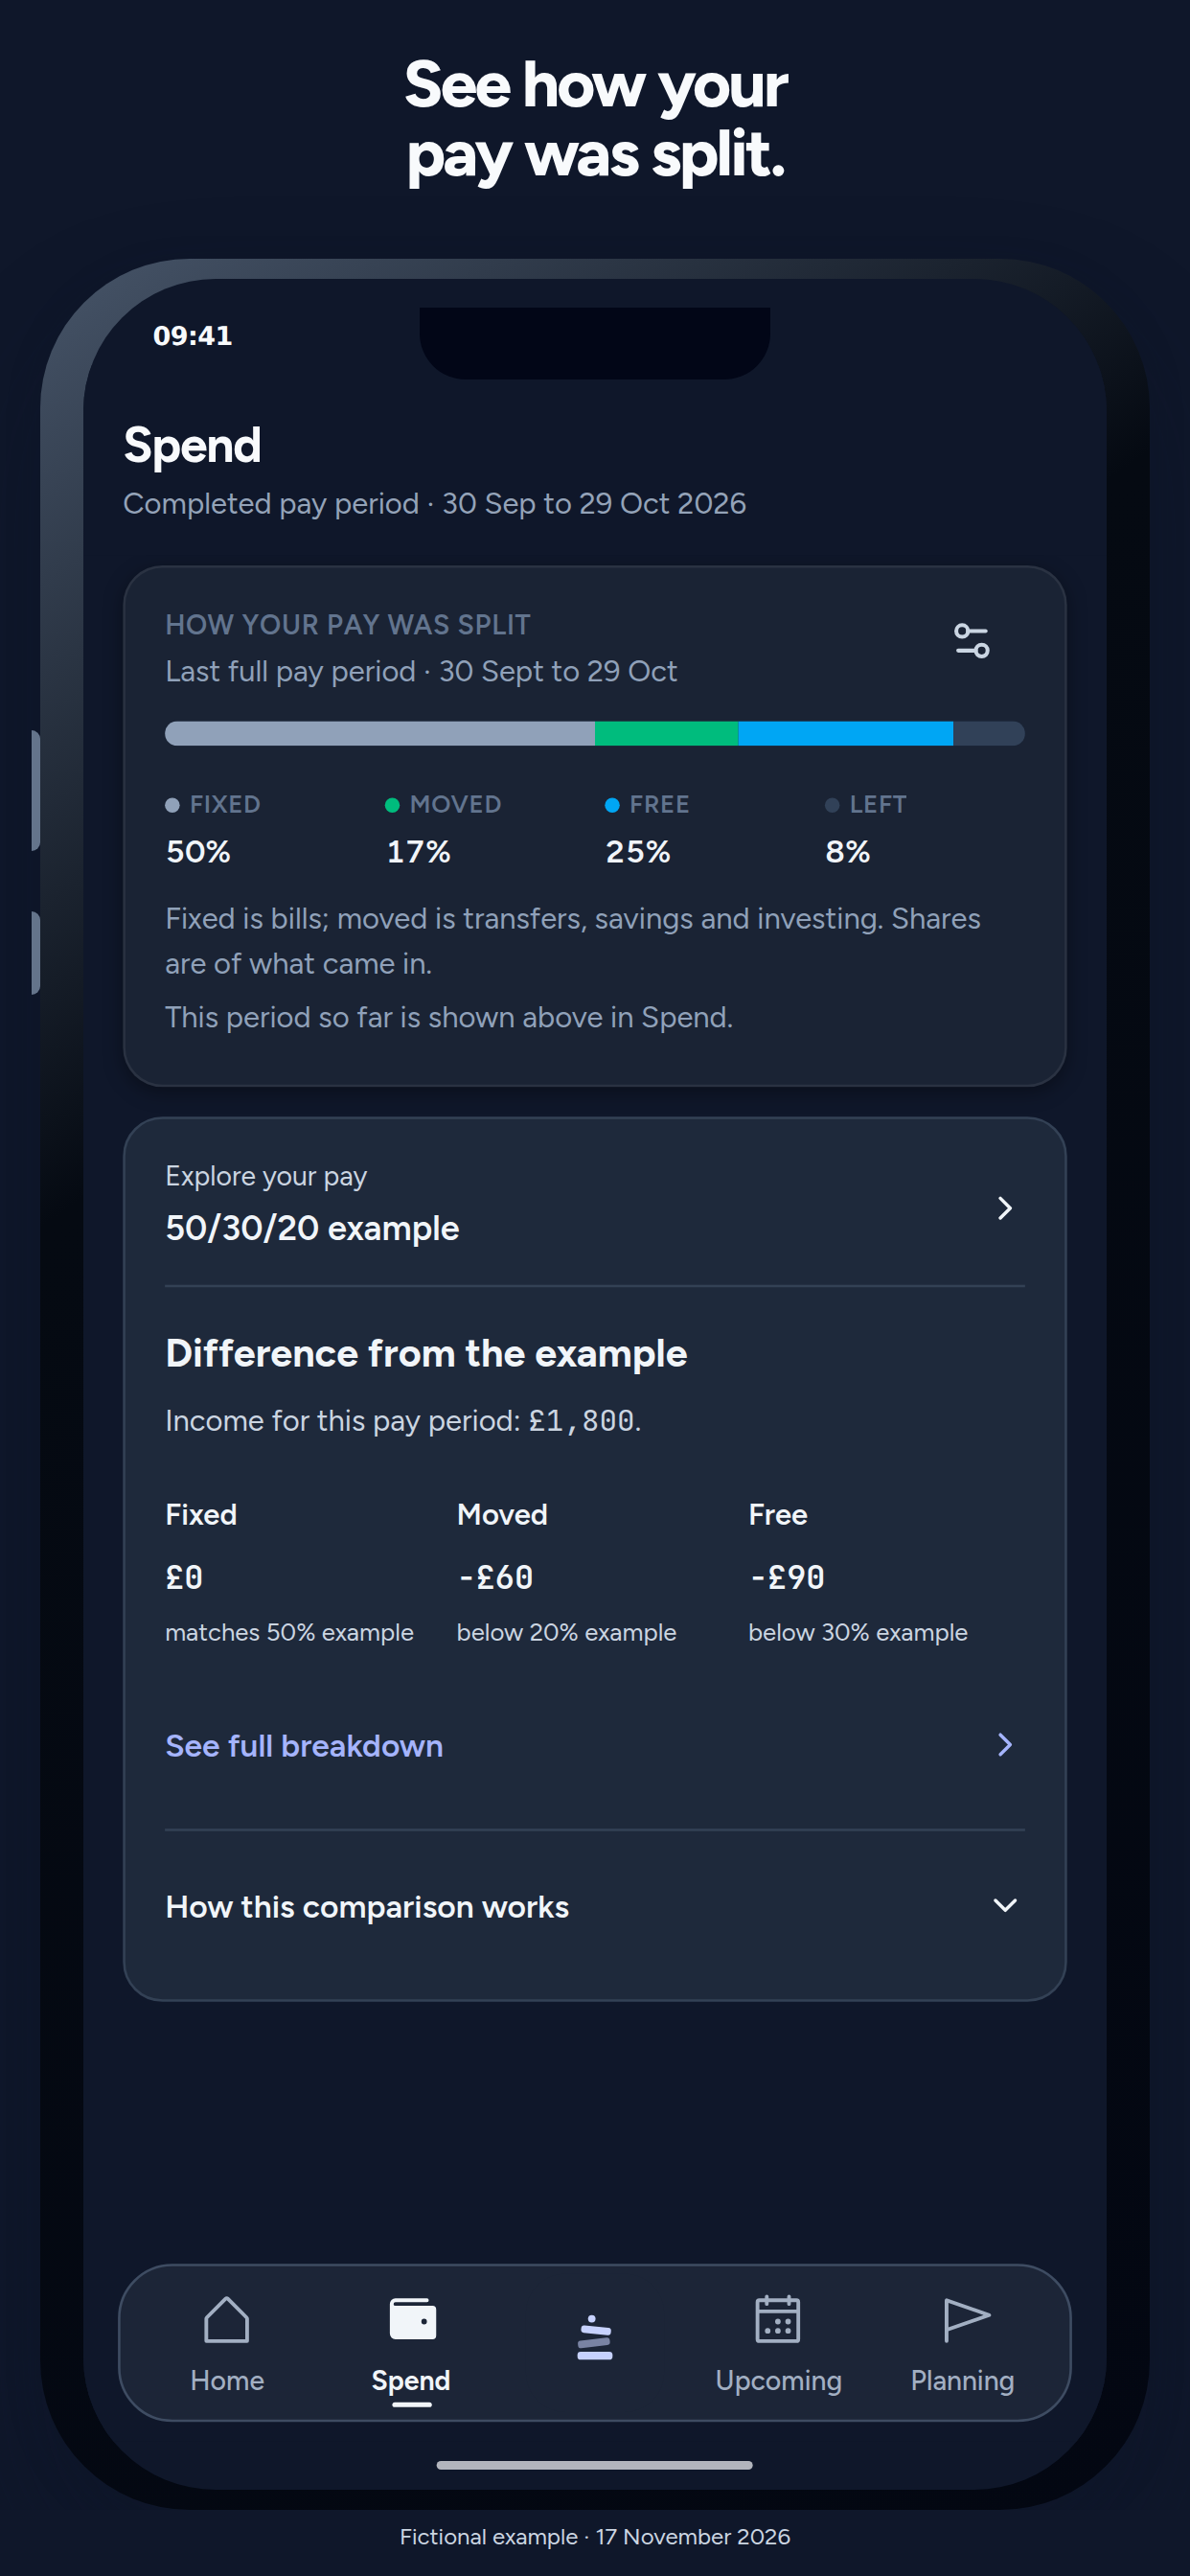 See how your
pay was split.
09:41
Spend
Completed pay period · 30 Sep to 29 Oct 2026
HOW YOUR PAY WAS SPLIT
Last full pay period · 30 Sept to 29 Oct
FIXED MOVED FREE LEFT
50% 17% 25% 8%
Fixed is bills; moved is transfers, savings and investing. Shares
are of what came in.
This period so far is shown above in Spend.
Explore your pay
50/30/20 example
Difference from the example
Income for this pay period: £1,800.
Fixed Moved Free
£0 -£60 -£90
matches 50% example below 20% example below 30% example
See full breakdown
How this comparison works
Home Spend Upcoming Planning
Fictional example · 17 November 2026